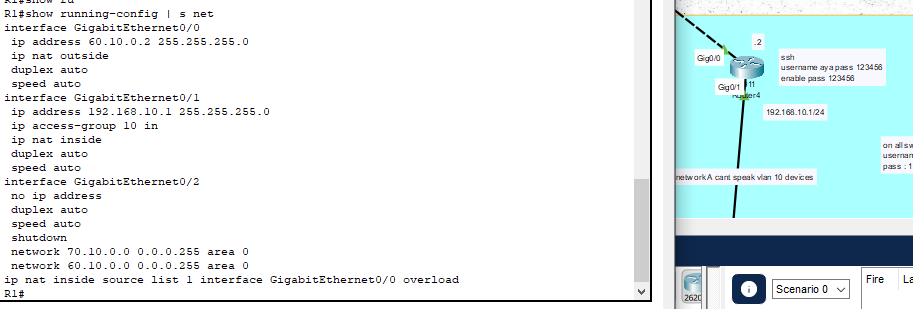 R1#show ru
R1#show running-config | s net
interface GigabitEthernet0/0
ip address 60.10.0.2 255.255.255.0
ip nat outside
duplex auto
speed auto
interface GigabitEthernet0/1
ip address 192.168.10.1 255.255.255.0
ip access-group 10 in
ip nat inside
duplex auto
speed auto
interface GigabitEthernet0/2
no ip address
duplex auto
speed auto
shutdown
network 70.10.0.0 0.0.0.255 area 0
network 60.10.0.0 0.0.0.255 area 0
ip nat inside source list 1 interface GigabitEthernet0/0 overload
R1#
.2
Gig0/0
ssh
username aya pass 123456
enable pass 123456
Gig0/1
192.168.10.1/24
on all sw
usernan
pass : 1
network A cant speak vlan 10 devices
2620
Scenario 0
Fire
La